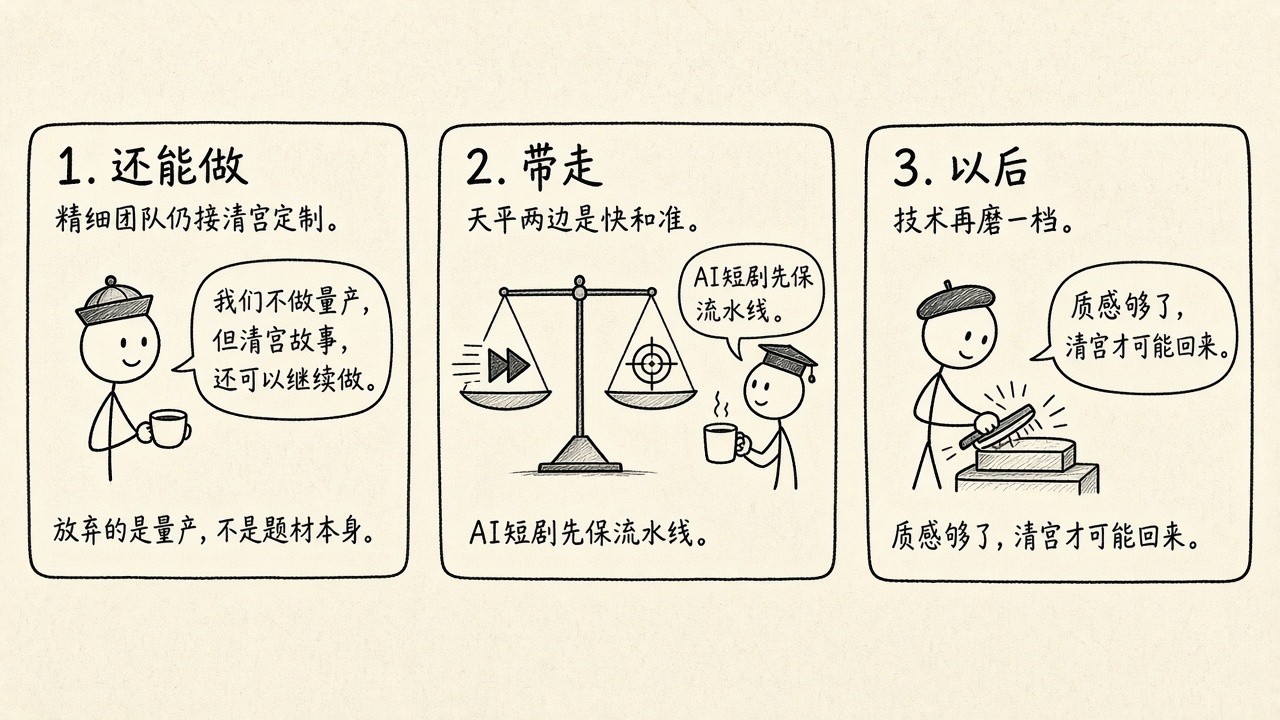 1. 还能做
精细团队仍接清宫定制。
我们不做量产，
但清宫故事，
还可以继续做。
放弃的是量产，不是题材本身。
2. 带走
天平两边是快和准。
AI短剧先保
流水线。
AI短剧先保流水线。
3. 以后
技术再磨一档。
质感够了，
清宫才可能回来。
质感够了，清宫才可能回来。